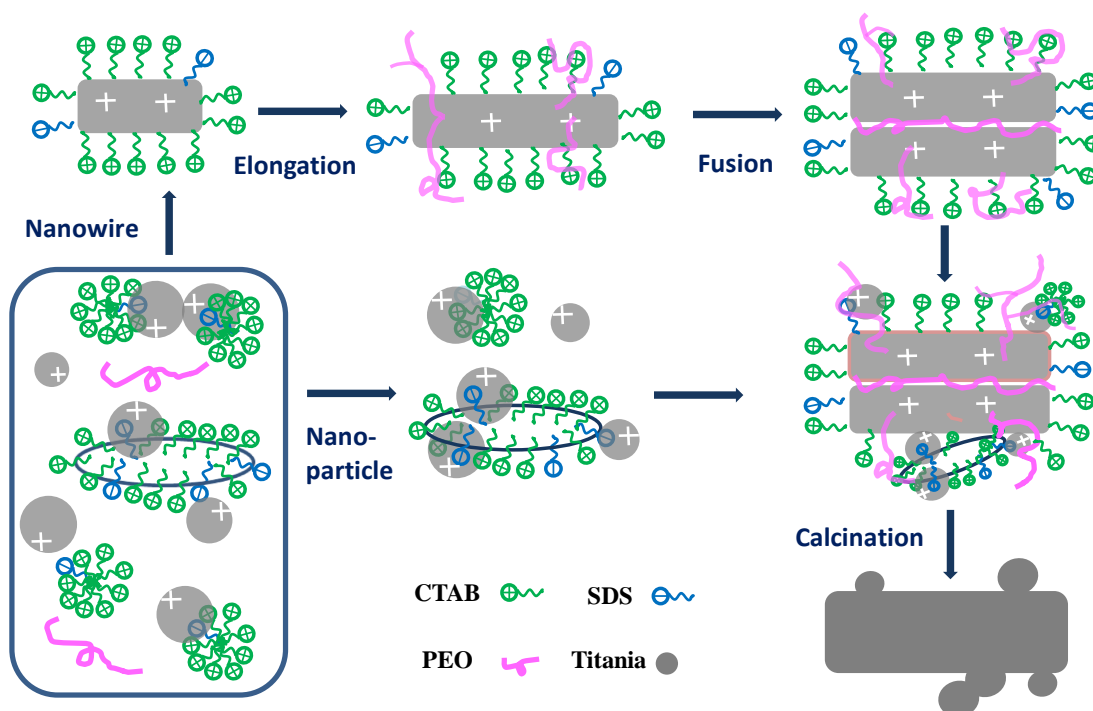 Elongation
Fusion
Nanowire
Nano-
particle
Calcination
CTAB
SDS
PEO
Titania